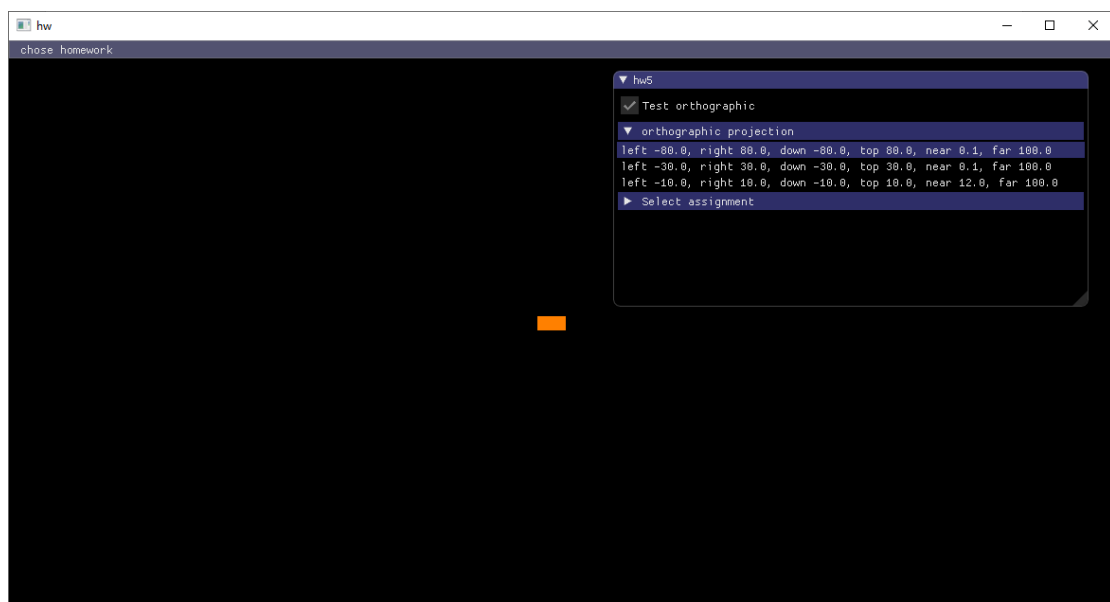 hw
chose homework
hw5
Test orthographic
orthographic projection
left -80.0, right 80.0, down -80.0, top 80.0, near 0.1, far 100.0
left -30.0, right 30.0, down -30.0, top 30.0, near 0.1, far 100.0
left -10.0, right 10.0, down -10.0, top 10.0, near 12.0, far 100.0
Select assignment